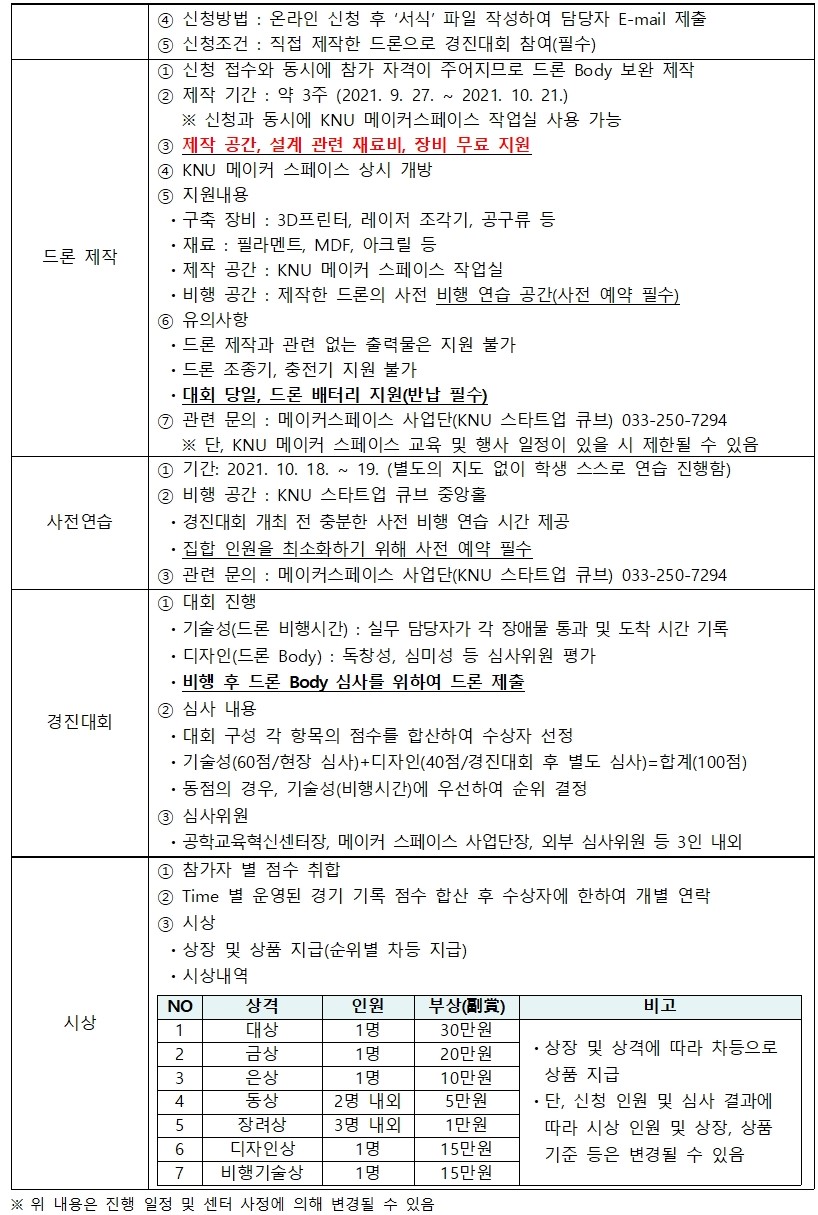 ④ 신청방법 : 온라인 신청 후 ‘서식’ 파일 작성하여 담당자 E-mail 제출
⑤ 신청조건 : 직접 제작한 드론으로 경진대회 참여(필수)
드론 제작
① 신청 접수와 동시에 참가 자격이 주어지므로 드론 Body 보완 제작
② 제작 기간 : 약 3주 (2021. 9. 27. ~ 2021. 10. 21.)
※ 신청과 동시에 KNU 메이커스페이스 작업실 사용 가능
③ 제작 공간, 설계 관련 재료비, 장비 무료 지원
④ KNU 메이커 스페이스 상시 개방
⑤ 지원내용
・구축 장비 : 3D프린터, 레이저 조각기, 공구류 등
・재료 : 필라멘트, MDF, 아크릴 등
・제작 공간 : KNU 메이커 스페이스 작업실
・비행 공간 : 제작한 드론의 사전 비행 연습 공간(사전 예약 필수)
⑥ 유의사항
・드론 제작과 관련 없는 출력물은 지원 불가
・드론 조종기, 충전기 지원 불가
・대회 당일, 드론 배터리 지원(반납 필수)
⑦ 관련 문의 : 메이커스페이스 사업단(KNU 스타트업 큐브) 033-250-7294
※ 단, KNU 메이커 스페이스 교육 및 행사 일정이 있을 시 제한될 수 있음
사전연습
① 기간: 2021. 10. 18. ~ 19. (별도의 지도 없이 학생 스스로 연습 진행함)
② 비행 공간 : KNU 스타트업 큐브 중앙홀
・경진대회 개최 전 충분한 사전 비행 연습 시간 제공
・집합 인원을 최소화하기 위해 사전 예약 필수
③ 관련 문의 : 메이커스페이스 사업단(KNU 스타트업 큐브) 033-250-7294
경진대회
① 대회 진행
・기술성(드론 비행시간) : 실무 담당자가 각 장애물 통과 및 도착 시간 기록
・디자인(드론 Body) : 독창성, 심미성 등 심사위원 평가
・비행 후 드론 Body 심사를 위하여 드론 제출
② 심사 내용
・대회 구성 각 항목의 점수를 합산하여 수상자 선정
・기술성(60점/현장 심사)+디자인(40점/경진대회 후 별도 심사)=합계(100점)
・동점의 경우, 기술성(비행시간)에 우선하여 순위 결정
③ 심사위원
・공학교육혁신센터장, 메이커 스페이스 사업단장, 외부 심사위원 등 3인 내외
시상
① 참가자 별 점수 취합
② Time 별 운영된 경기 기록 점수 합산 후 수상자에 한하여 개별 연락
③ 시상
・상장 및 상품 지급(순위별 차등 지급)
・시상내역
NO 상격 인원 부상(副賞) 비고
1 대상 1명 30만원
2 금상 1명 20만원
3 은상 1명 10만원
4 동상 2명 내외 5만원
5 장려상 3명 내외 1만원
6 디자인상 1명 15만원
7 비행기술상 1명 15만원
・상장 및 상격에 따라 차등으로
상품 지급
・단, 신청 인원 및 심사 결과에
따라 시상 인원 및 상장, 상품
기준 등은 변경될 수 있음
※ 위 내용은 진행 일정 및 센터 사정에 의해 변경될 수 있음